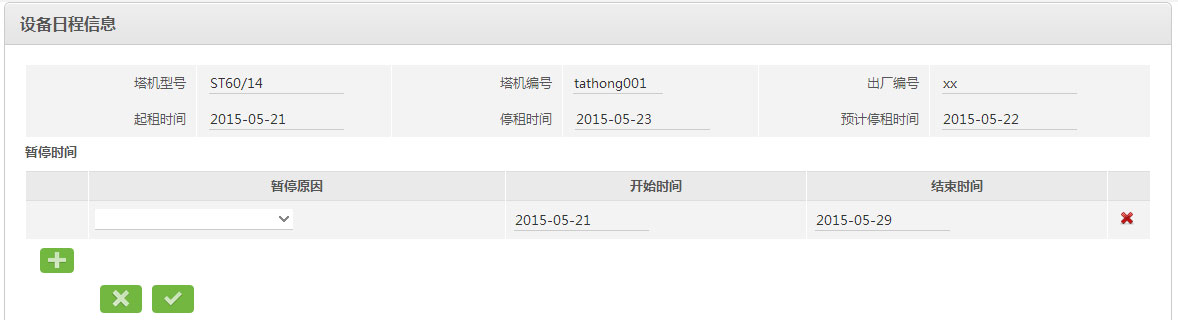 设备日程信息
塔机型号 ST60/14 塔机编号 tathong001 出厂编号 xx
起租时间 2015-05-21 停租时间 2015-05-23 预计停租时间 2015-05-22
暂停时间
暂停原因 开始时间 结束时间
2015-05-21 2015-05-29